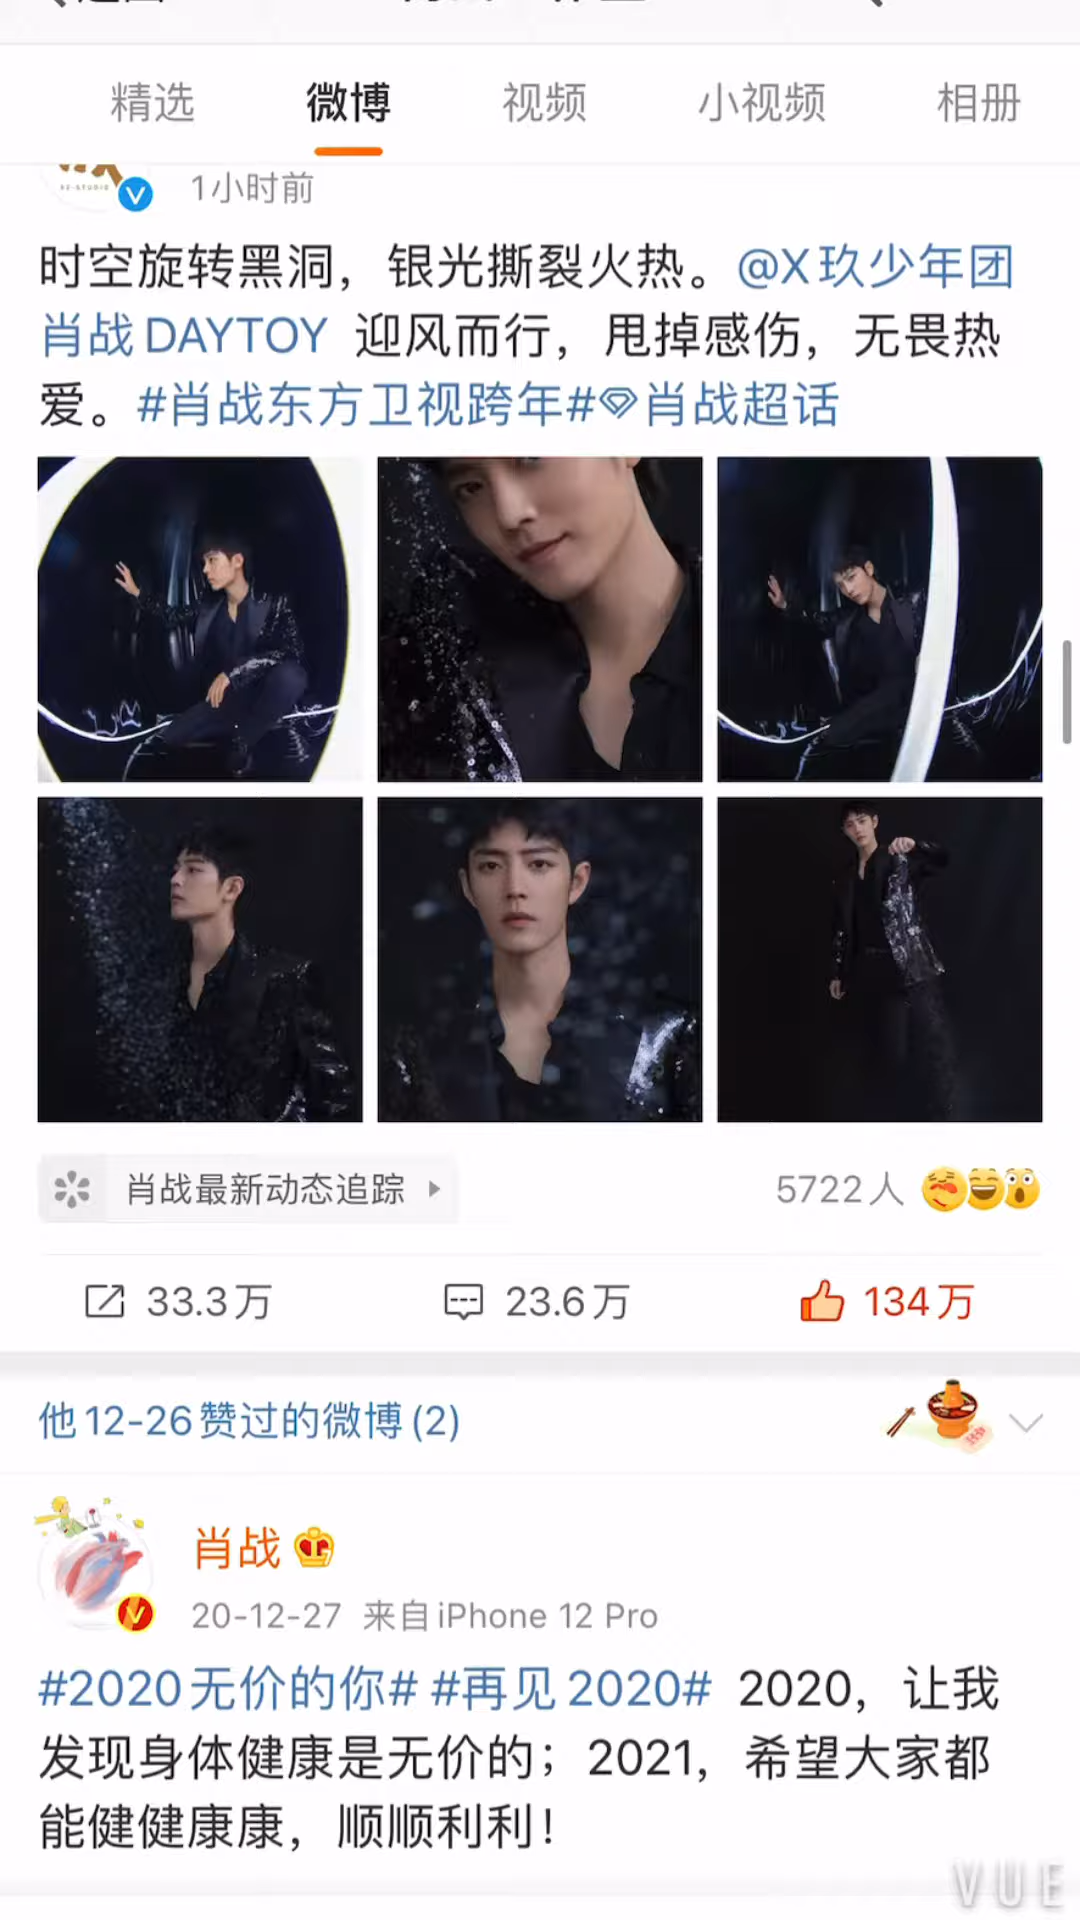 精选 微博 视频 小视频 相册
1小时前
时空旋转黑洞，银光撕裂火热。@X玖少年团
肖战DAYTOY 迎风而行，甩掉感伤，无畏热
爱。#肖战东方卫视跨年#肖战超话
肖战最新动态追踪
5722人
33.3万 23.6万 134万
他12-26赞过的微博(2)
肖战
20-12-27 来自iPhone 12 Pro
#2020无价的你# #再见2020# 2020，让我
发现身体健康是无价的；2021，希望大家都
能健健康康，顺顺利利！
VUE